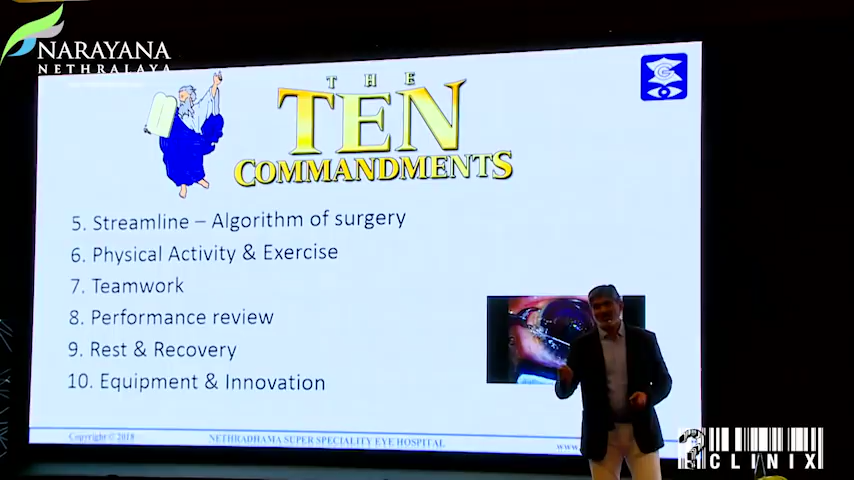 NARAYANA
NETHRALAYA
THE
TEN
COMMANDMENTS
5. Streamline – Algorithm of surgery
6. Physical Activity & Exercise
7. Teamwork
8. Performance review
9. Rest & Recovery
10. Equipment & Innovation
Copyright © 2018
NETHRADHAMA SUPER SPECIALITY EYE HOSPITAL
www.
CLINIX